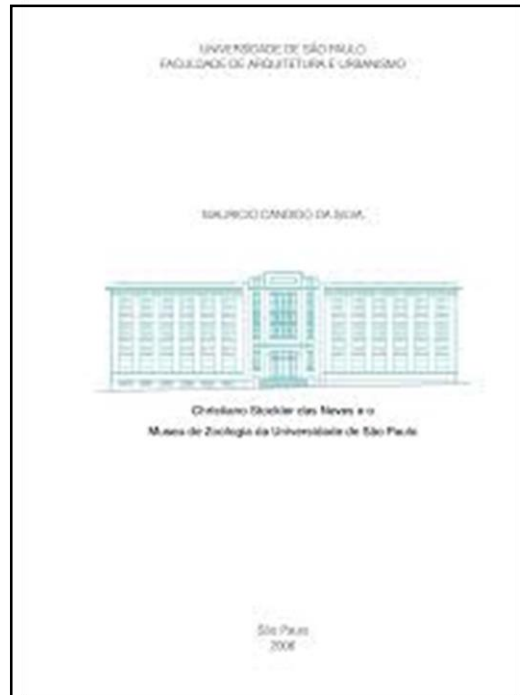 UNIVERSIDADE DE SÃO PAULO
FACULDADE DE ARQUITETURA E URBANISMO
MAURICIO CANDIDO DA SILVA
Christiano Stockler das Neves e o
Museu de Zoologia da Universidade de São Paulo
São Paulo
2006